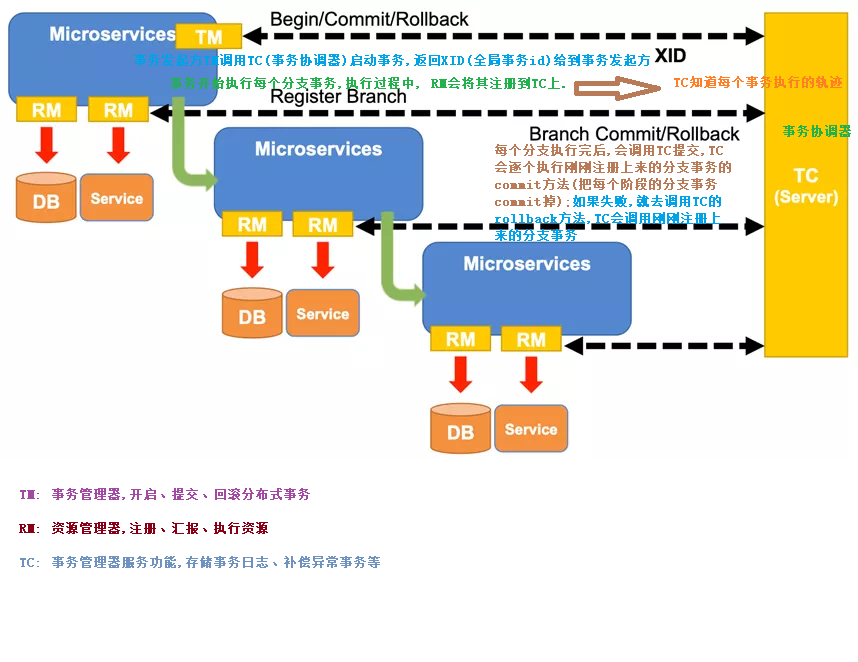 Begin/Commit/Rollback
Microservices
TM
事务发起方TM调用TC(事务协调器)启动事务,返回XID(全局事务id)给到事务发起方
XID
事务开始执行每个分支事务,执行过程中, RM会将其注册到TC上.
TC知道每个事务执行的轨迹
Register Branch
RM
RM
Branch Commit/Rollback
事务协调器
Microservices
每个分支执行完后,会调用TC提交,TC
会逐个执行刚刚注册上来的分支事务的
commit方法(把每个阶段的分支事务
commit掉);如果失败,就去调用TC的
rollback方法,TC会调用刚刚注册上
来的分支事务
TC
(Server)
DB
Service
RM
RM
Microservices
DB
Service
RM
RM
DB
Service
TM: 事务管理器,开启、提交、回滚分布式事务
RM: 资源管理器,注册、汇报、执行资源
TC: 事务管理器服务功能,存储事务日志、补偿异常事务等